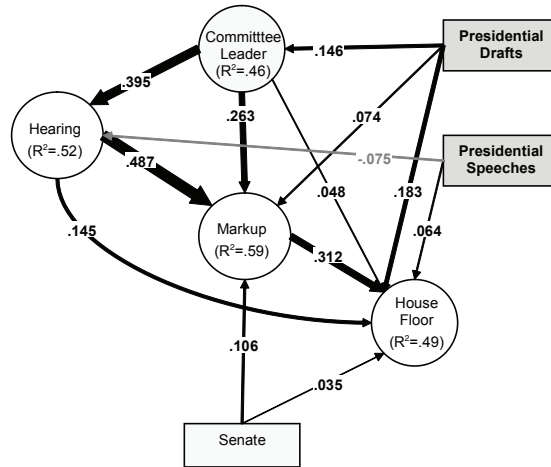 Committtee
Leader
(R²=.46)
Presidential
Drafts
.146
.395
.263
.074
Hearing
(R²=.52)
.487
-.075
Presidential
Speeches
.048
.183
.145
.064
Markup
(R²=.59)
.312
House
Floor
(R²=.49)
.106
.035
Senate